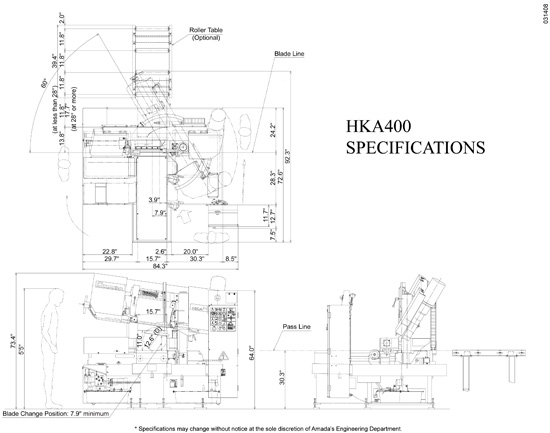 031408
2.0"
11.8"
39.4"
11.8"
11.8"
17.7"
(at less than 28")
(at 28" or more)
13.8"
60°
Roller Table
(Optional)
Blade Line
24.2"
92.3"
28.3"
72.6"
11.7"
12.7"
7.5"
3.9"
7.9"
22.8"
2.6"
20.0"
29.7"
15.7"
30.3"
8.5"
84.3"
HKA400
SPECIFICATIONS
73.4"
5'5"
15.7"
11.0"
12.6"(D)
64.0"
Pass Line
30.3"
Blade Change Position: 7.9" minimum
* Specifications may change without notice at the sole discretion of Amada's Engineering Department.